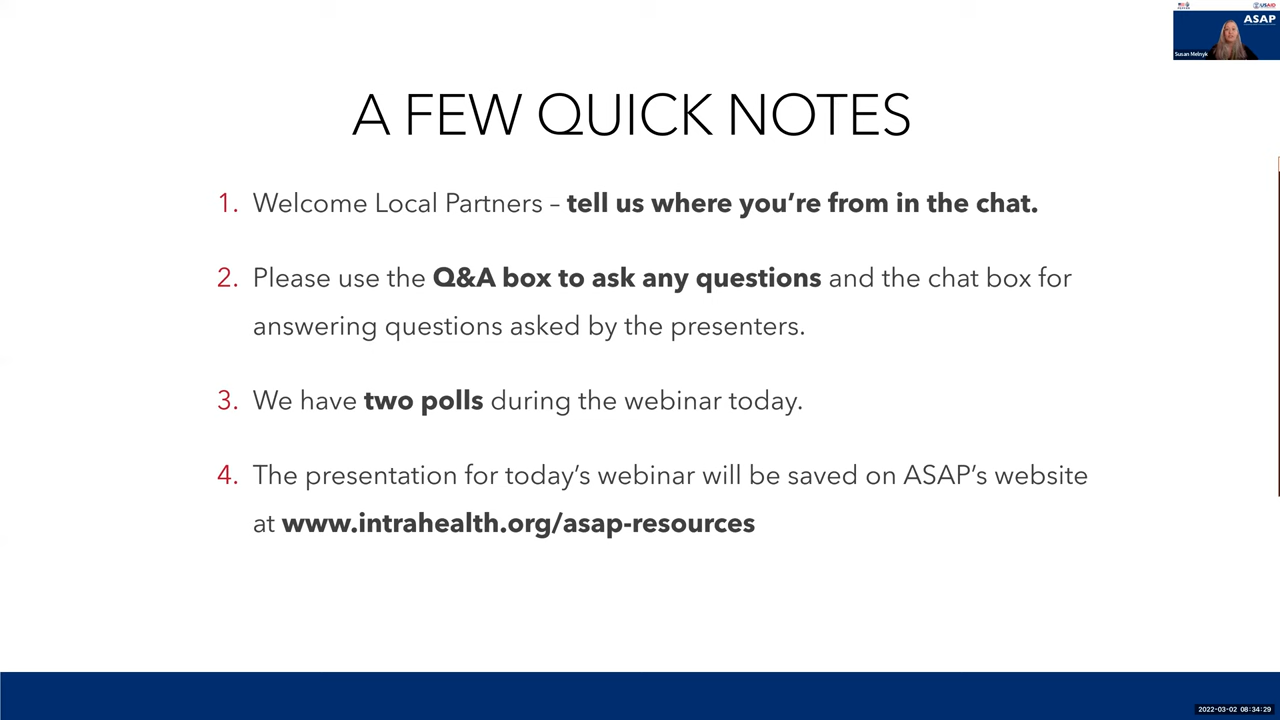 USAID
ASAP
Susan Melnyk
A FEW QUICK NOTES
1. Welcome Local Partners – tell us where you're from in the chat.
2. Please use the Q&A box to ask any questions and the chat box for
answering questions asked by the presenters.
3. We have two polls during the webinar today.
4. The presentation for today's webinar will be saved on ASAP's website
at www.intrahealth.org/asap-resources
2022-03-02 08:34:29